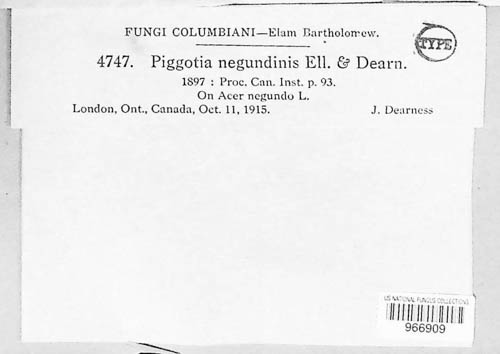 FUNGI COLUMBIANI—Elam Bartholomew.
TYPE
4747. Piggotia negundinis Ell. & Dearn.
1897 : Proc. Can. Inst. p. 93.
On Acer negundo L.
London, Ont., Canada, Oct. 11, 1915. J. Dearness
US NATIONAL FUNGUS COLLECTIONS
966909